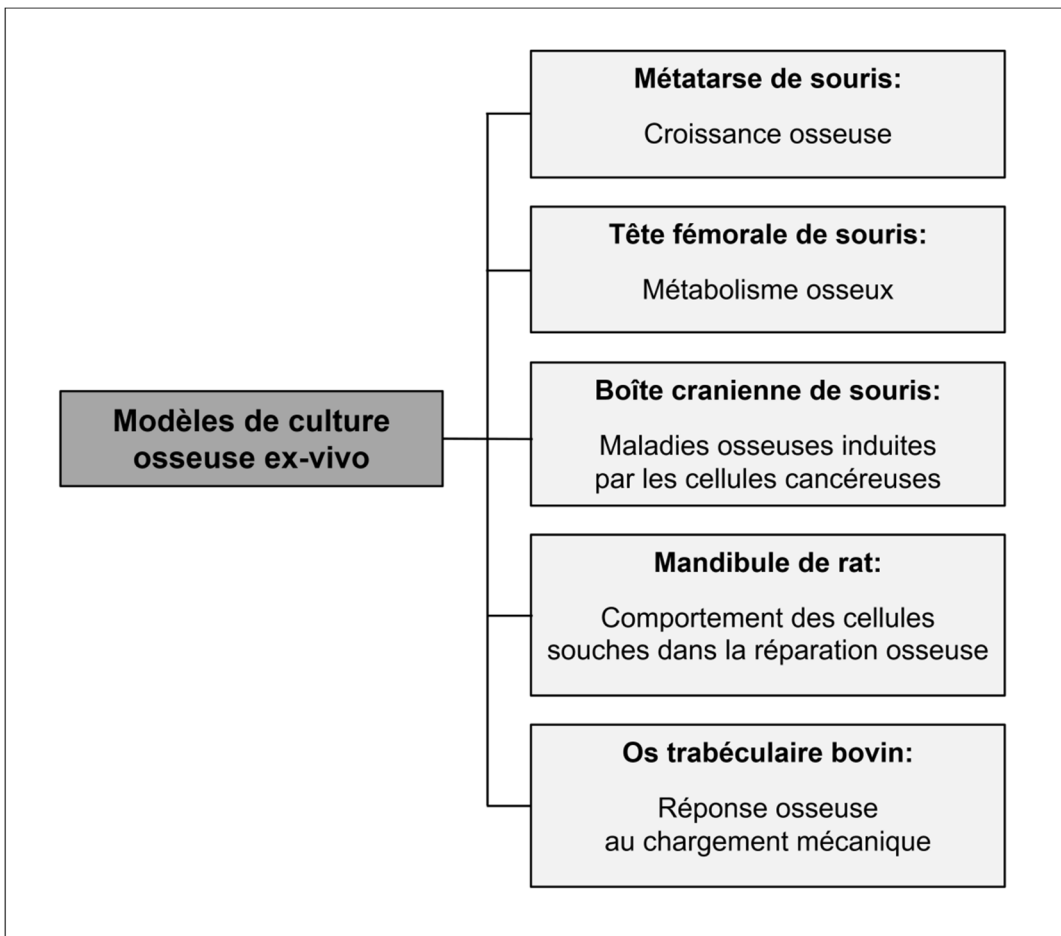 Métatarse de souris:
Croissance osseuse
Tête fémorale de souris:
Métabolisme osseux
Boîte cranienne de souris:
Maladies osseuses induites
par les cellules cancéreuses
Modèles de culture
osseuse ex-vivo
Mandibule de rat:
Comportement des cellules
souches dans la réparation osseuse
Os trabéculaire bovin:
Réponse osseuse
au chargement mécanique